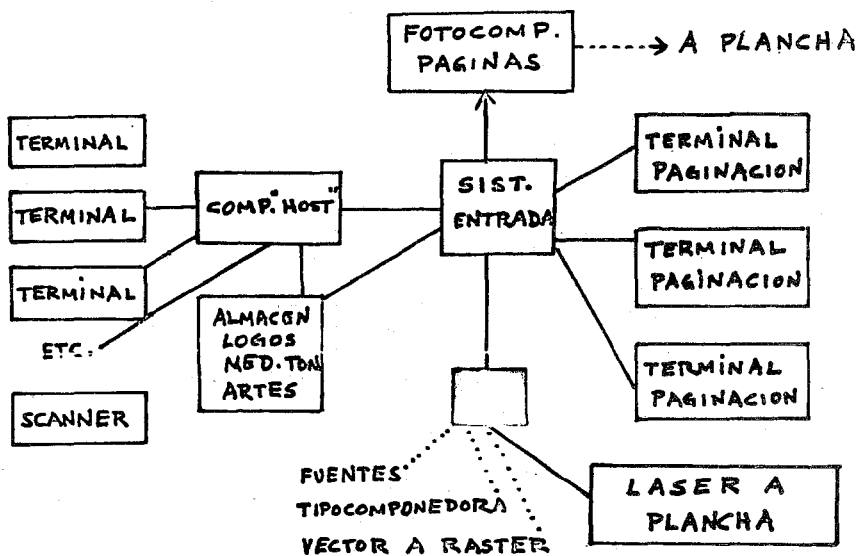 FOTOCOMP.
PAGINAS
A PLANCHA
TERMINAL
TERMINAL
TERMINAL
ETC.
SCANNER
COMP. "HOST"
ALMACEN
LOGOS
MED. TON
ARTES
SIST.
ENTRADA
TERMINAL
PAGINACION
TERMINAL
PAGINACION
TERMINAL
PAGINACION
FUENTES
TIPOCOMPONEDORA
VECTOR A RASTER
LASER A
PLANCHA